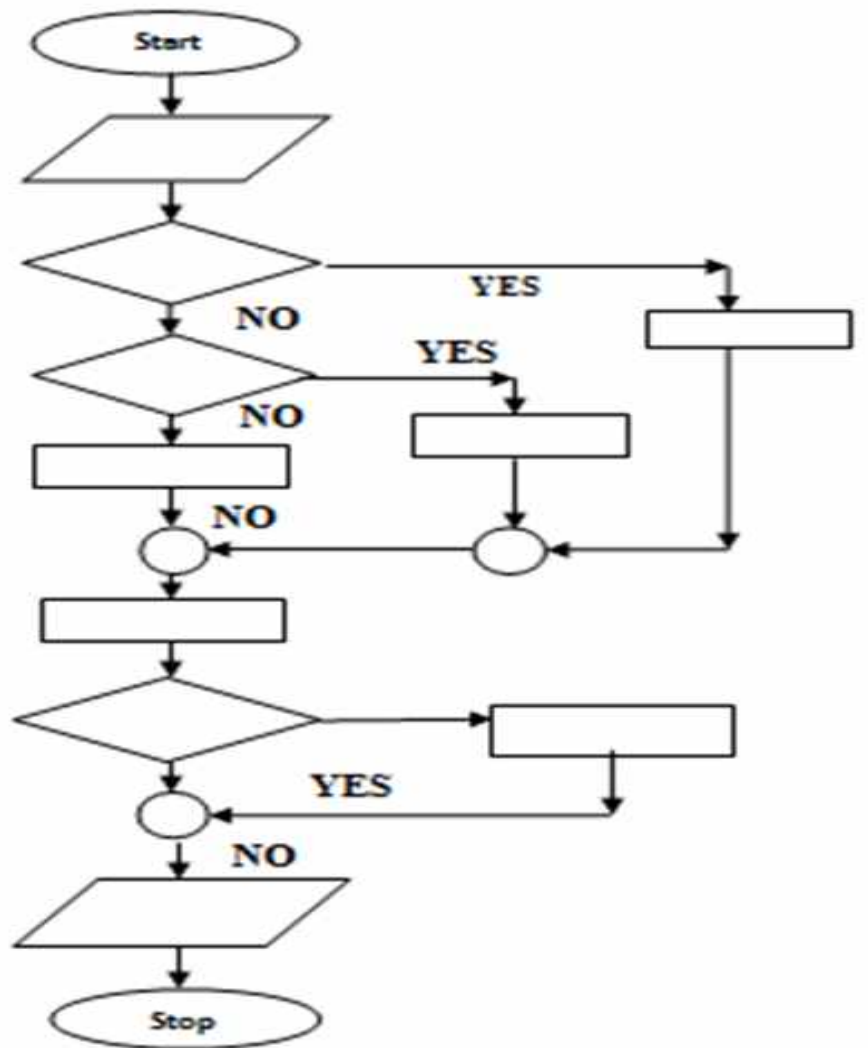 Start
YES
NO
YES
NO
NO
YES
NO
Stop